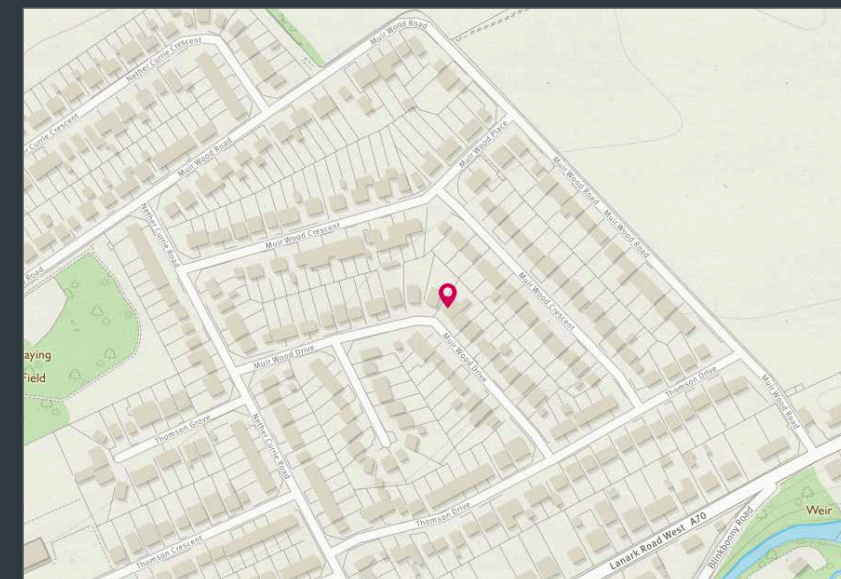 Muir Wood Road
Nether Currie Crescent
Nether Currie Crescent
Muir Wood Road
Muir Wood Place
Muir Wood Road
Muir Wood Road
Nether Currie Road
Muir Wood Crescent
Road
Muir Wood Crescent
aying
Field
Muir Wood Drive
Muir Wood Drive
Thomson Drive
Muir Wood Road
Thomson Grove
Nether Currie Road
Thomson Drive
Weir
Lanark Road West A70
Blinkbonny Road
Thomson Crescent